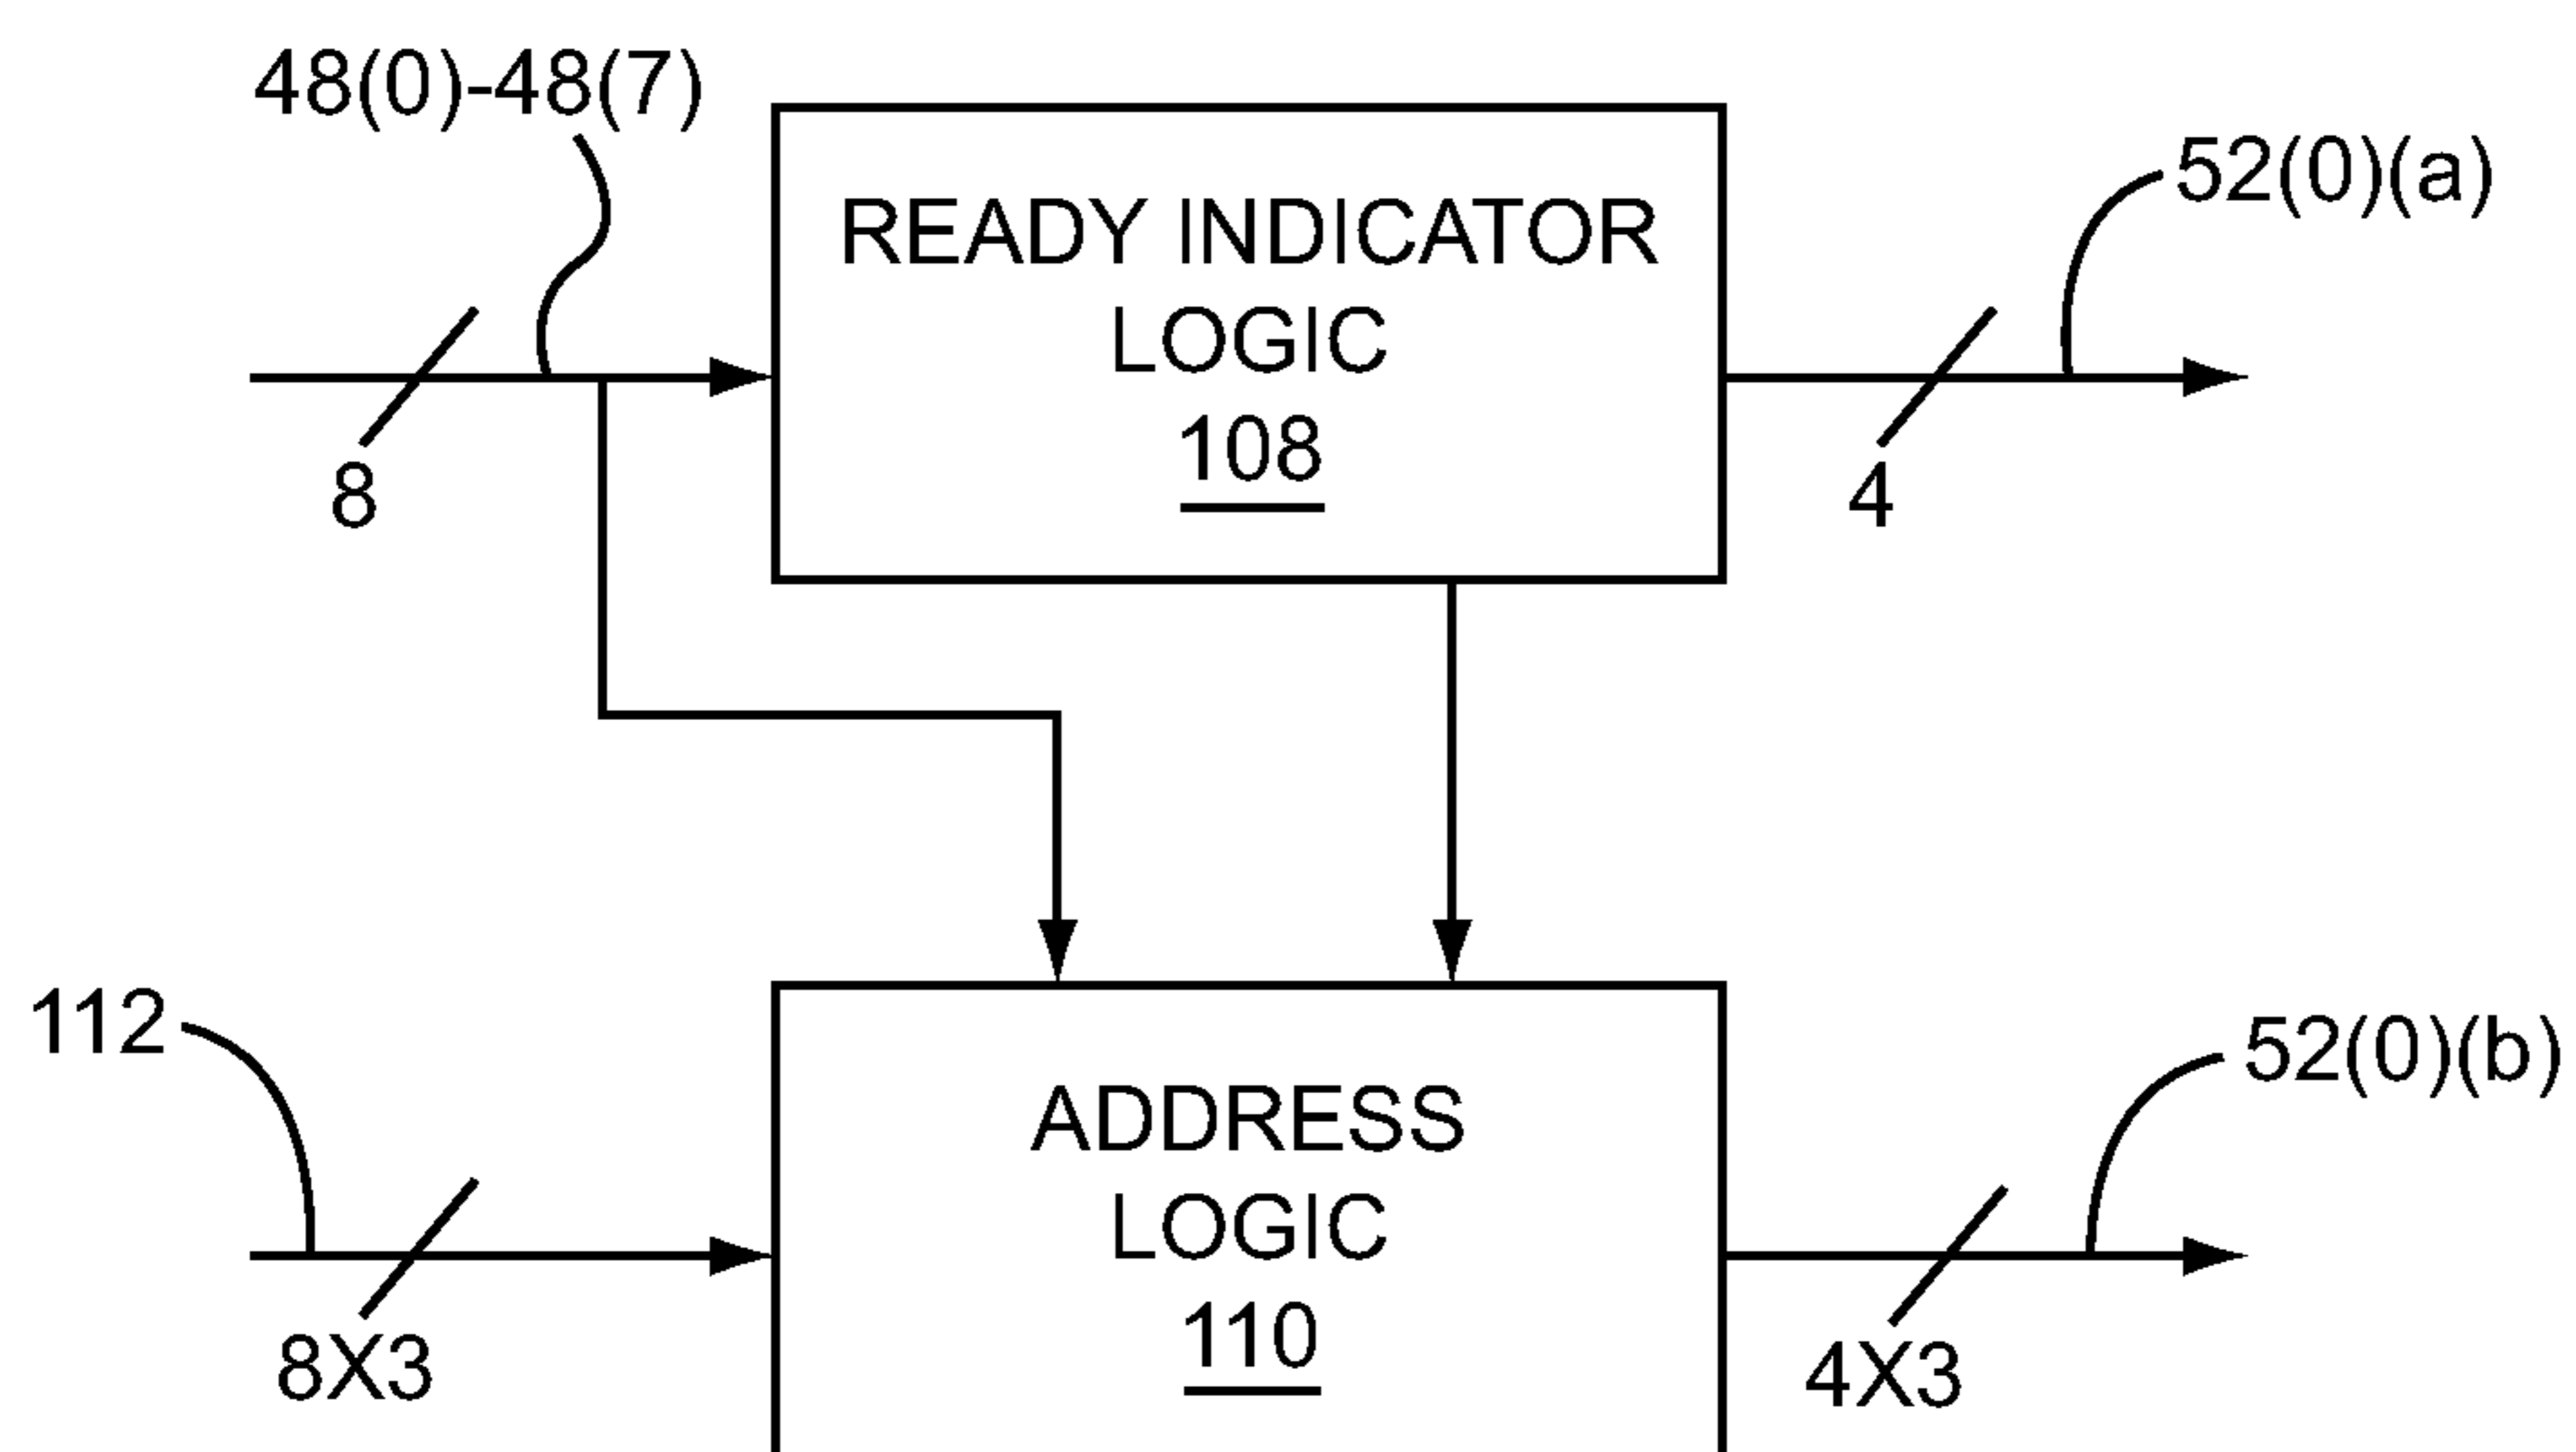 48(0)-48(7)
52(0)(a)
READY INDICATOR
LOGIC
108
8
4
112
52(0)(b)
ADDRESS
LOGIC
110
8X3
4X3